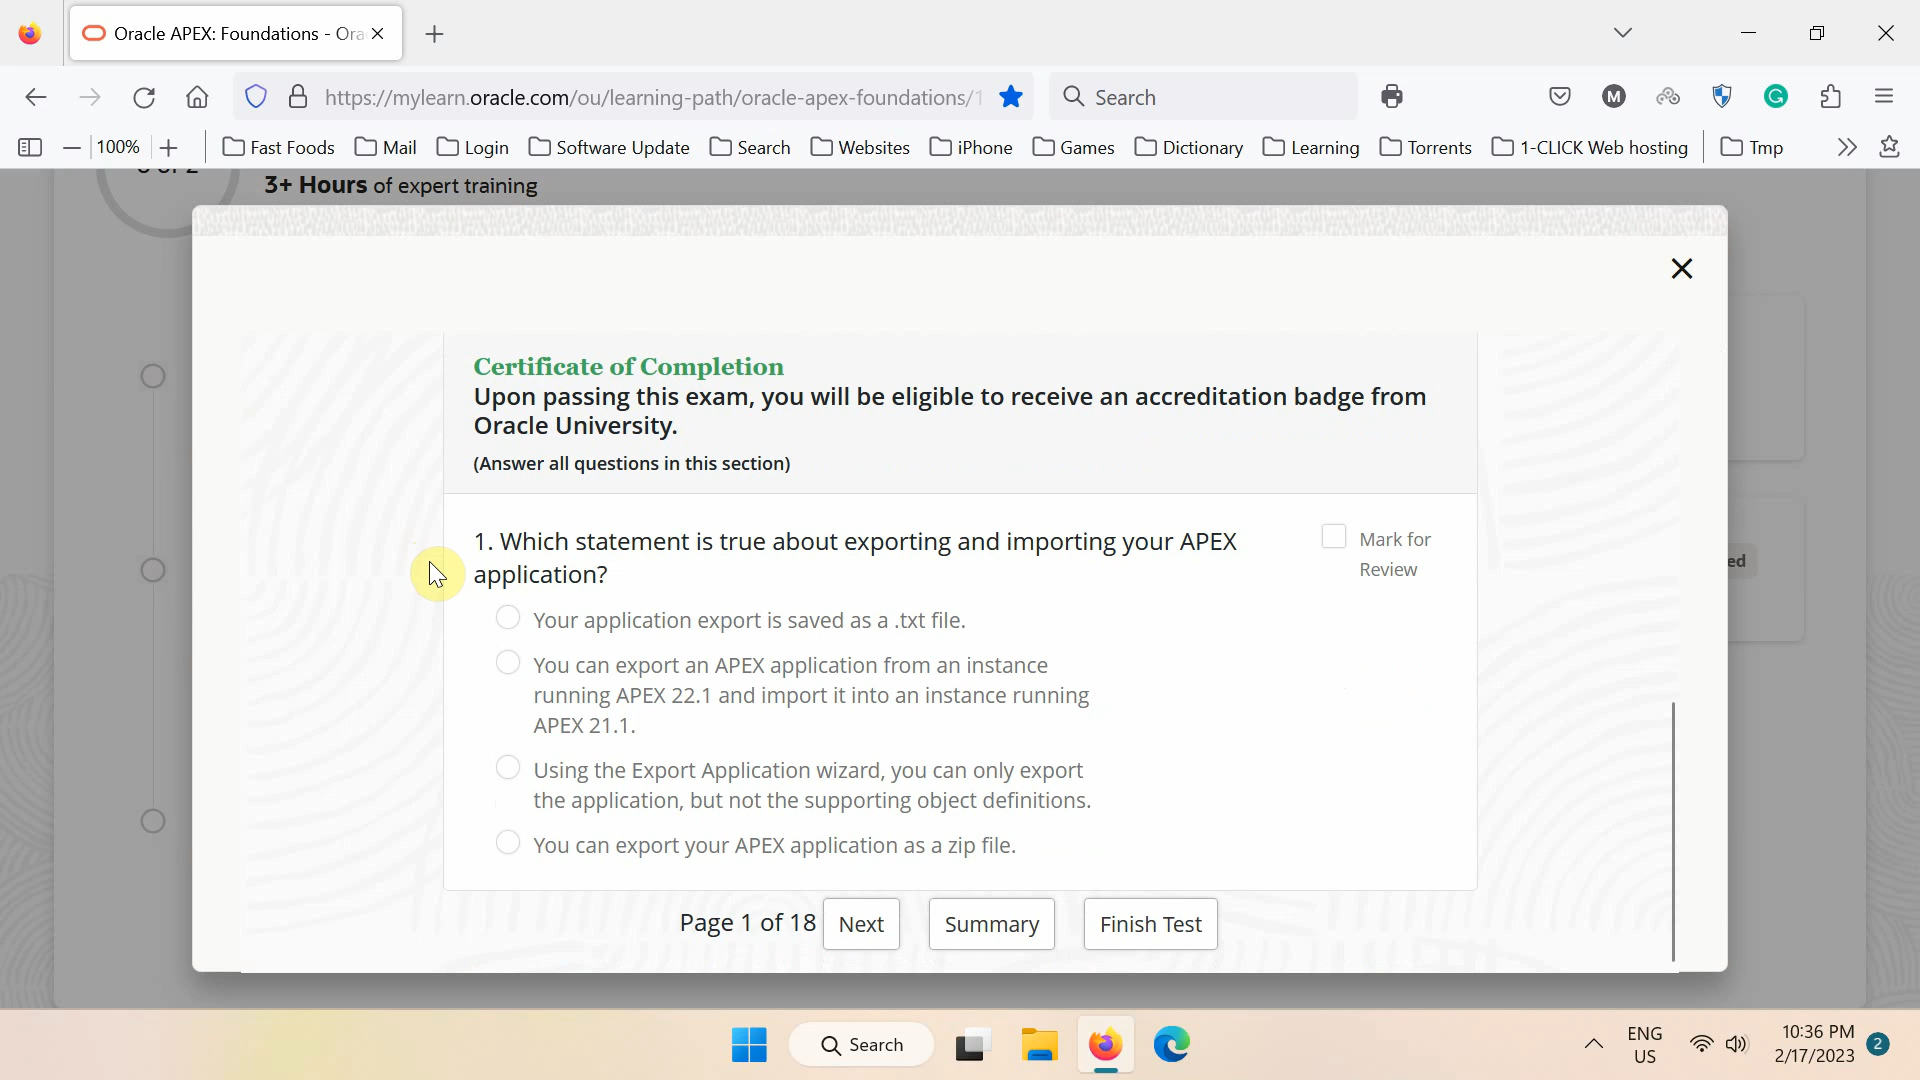 Oracle APEX: Foundations - Ora
https://mylearn.oracle.com/ou/learning-path/oracle-apex-foundations/1
Search
M
G
100%
Fast Foods
Mail
Login
Software Update
Search
Websites
iPhone
Games
Dictionary
Learning
Torrents
1-CLICK Web hosting
Tmp
3+ Hours of expert training
Certificate of Completion
Upon passing this exam, you will be eligible to receive an accreditation badge from
Oracle University.
(Answer all questions in this section)
1. Which statement is true about exporting and importing your APEX
application?
Mark for
Review
Your application export is saved as a .txt file.
You can export an APEX application from an instance
running APEX 22.1 and import it into an instance running
APEX 21.1.
Using the Export Application wizard, you can only export
the application, but not the supporting object definitions.
You can export your APEX application as a zip file.
ed
Page 1 of 18
Next
Summary
Finish Test
Search
ENG
US
10:36 PM
2/17/2023
2